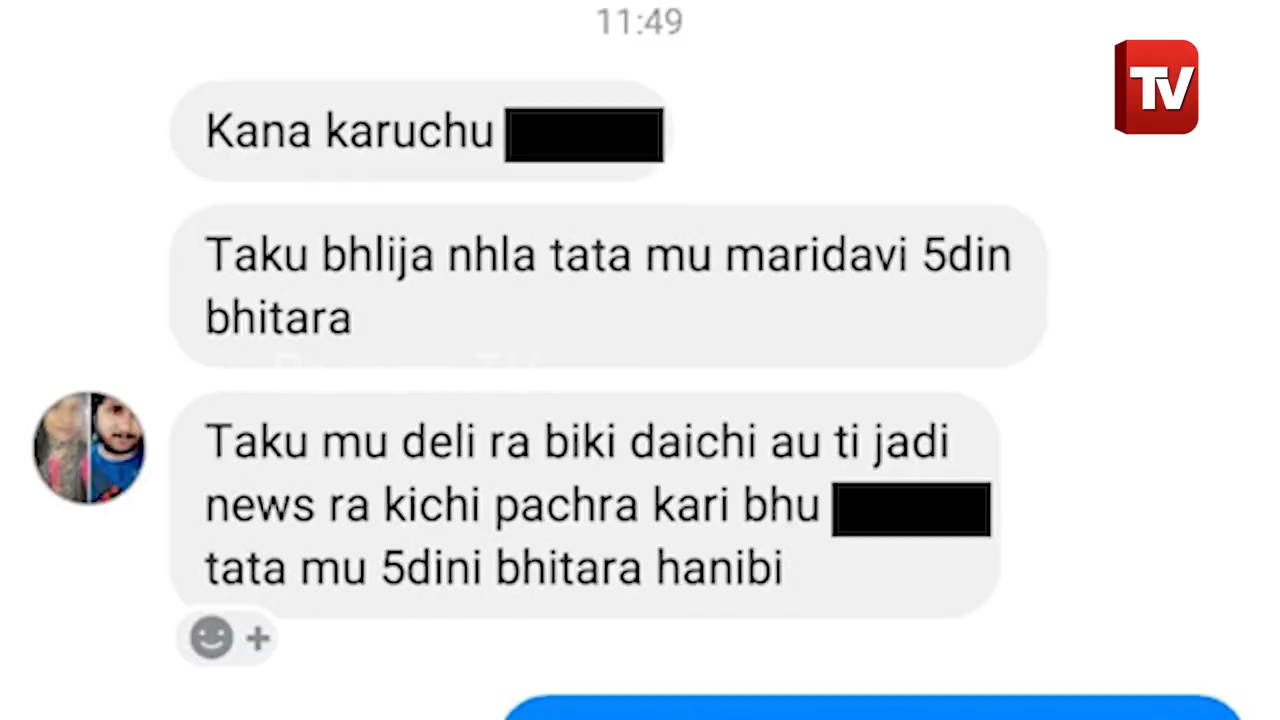 11:49
TV
Kana karuchu
Taku bhlija nhla tata mu maridavi 5din
bhitara
Taku mu deli ra biki daichi au ti jadi
news ra kichi pachra kari bhu
tata mu 5dini bhitara hanibi